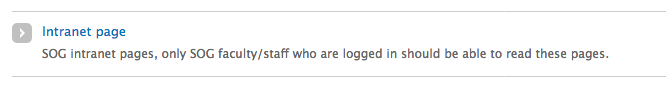 Intranet page
SOG intranet pages, only SOG faculty/staff who are logged in should be able to read these pages.